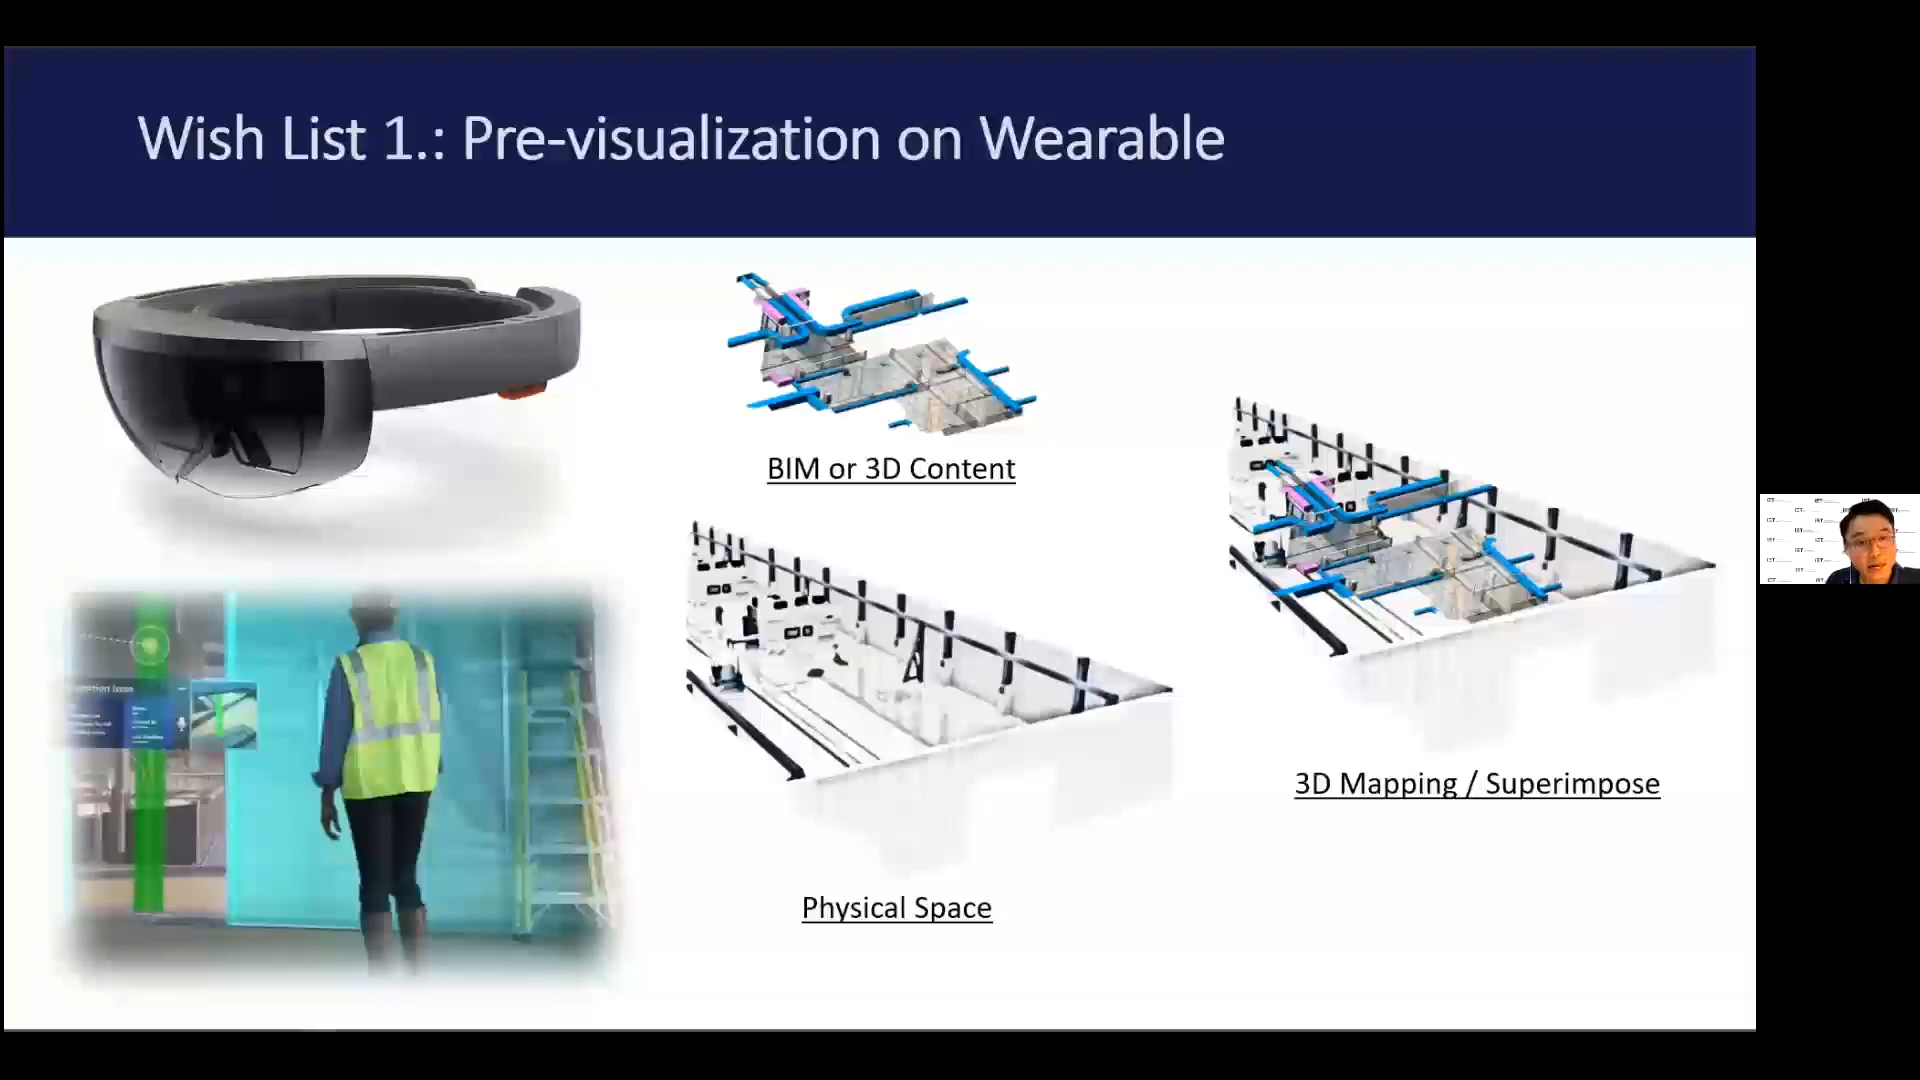 Wish List 1.: Pre-visualization on Wearable
BIM or 3D Content
Physical Space
3D Mapping / Superimpose